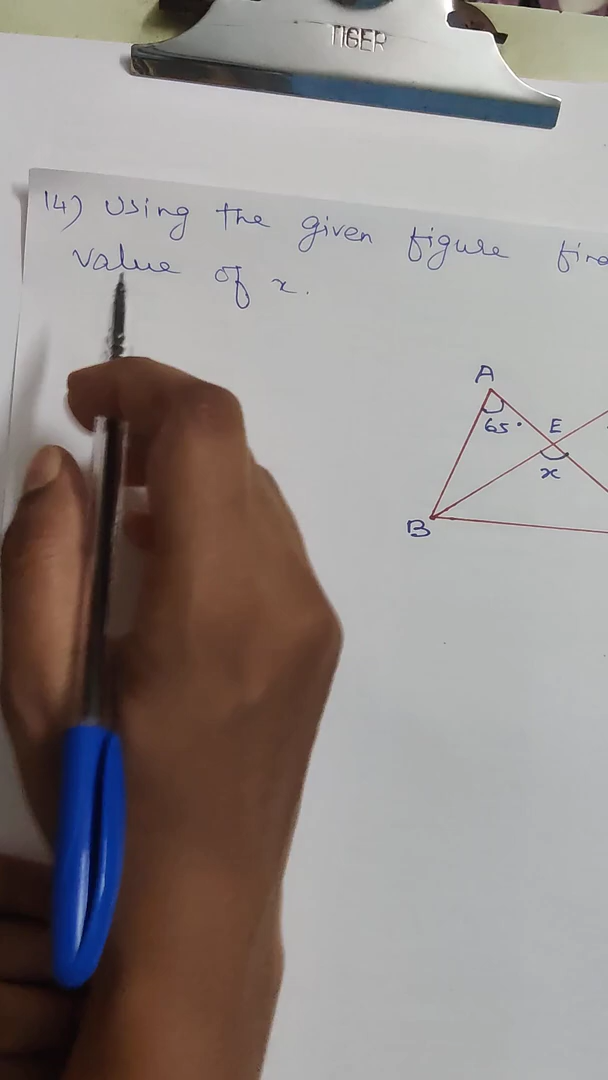 TIGER
14) Using the given figure fin
value of x.
A
65°
E
x
B